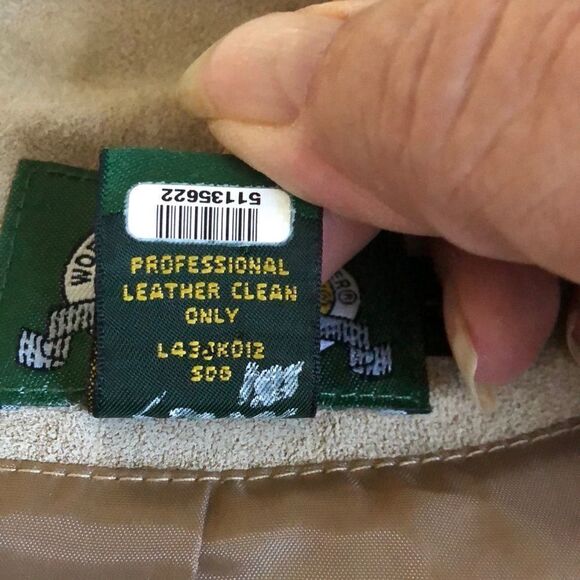 51135622
PROFESSIONAL
LEATHER CLEAN
ONLY
L43JK012
SDG